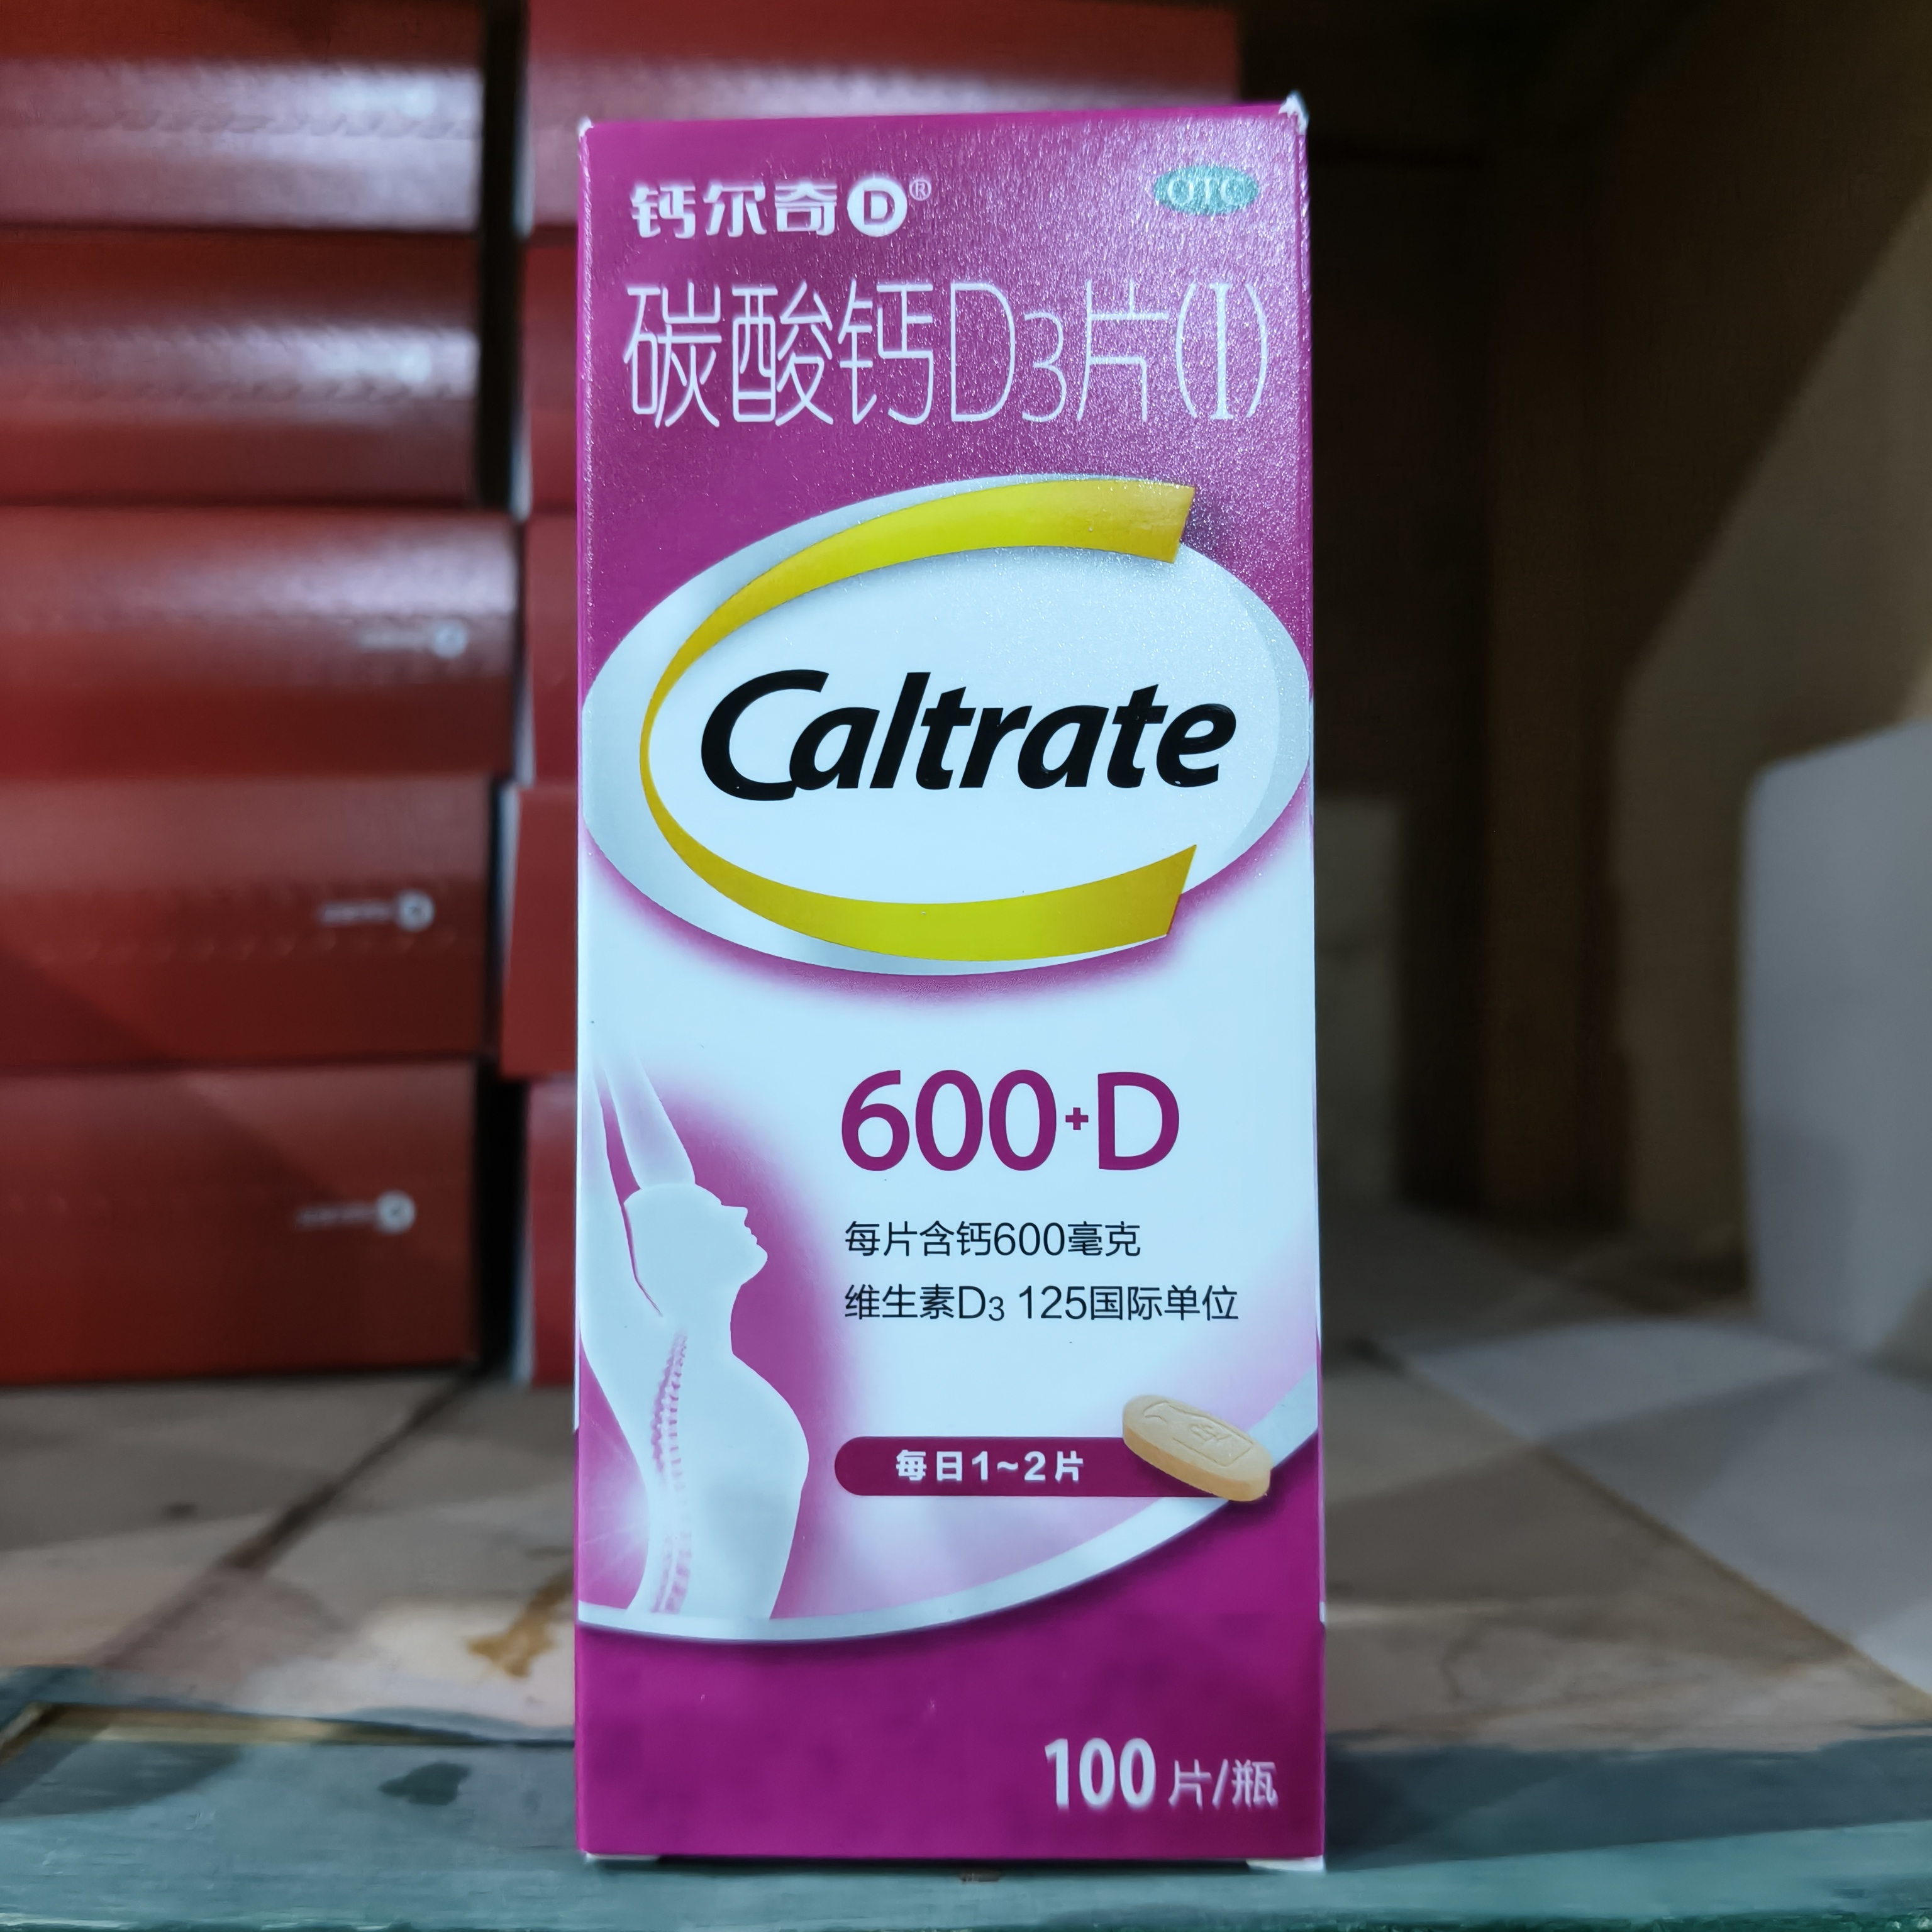 钙尔奇D®
OTC
碳酸钙D3片(I)
Caltrate
600+D
每片含钙600毫克
维生素D3 125国际单位
每日1~2片
100片/瓶